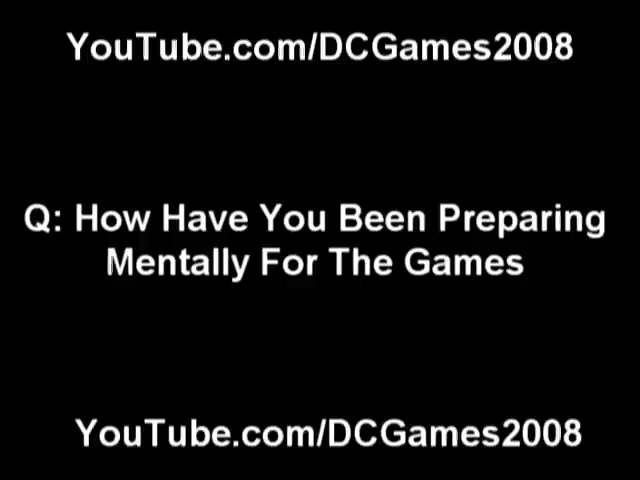 YouTube.com/DCGames2008
Q: How Have You Been Preparing
Mentally For The Games
YouTube.com/DCGames2008